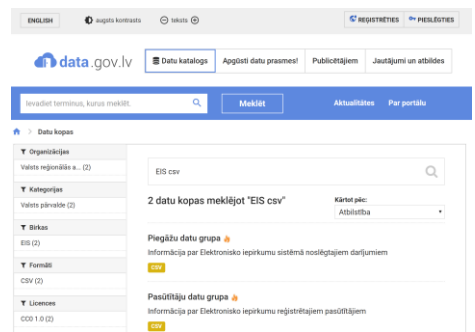 ENGLISH
augsts kontrasts
teksts
REĢISTRĒTIES
PIESLĒGTIES
data.gov.lv
Datu katalogs
Apgūsti datu prasmes!
Publicētājiem
Jautājumi un atbildes
Ievadiet terminus, kurus meklēt.
Meklēt
Aktualitātes
Par portālu
> Datu kopas
Organizācijas
Valsts reģionālās a... (2)
Kategorijas
Valsts pārvalde (2)
Birkas
EIS (2)
Formāti
CSV (2)
Licences
CC0 1.0 (2)
EIS csv
2 datu kopas meklējot "EIS csv"
Kārtot pēc:
Atbilstība
Piegāžu datu grupa
Informācija par Elektronisko iepirkumu sistēmā noslēgtajiem darījumiem
CSV
Pasūtītāju datu grupa
Informācija par Elektronisko iepirkumu reģistrētajiem pasūtītājiem
CSV